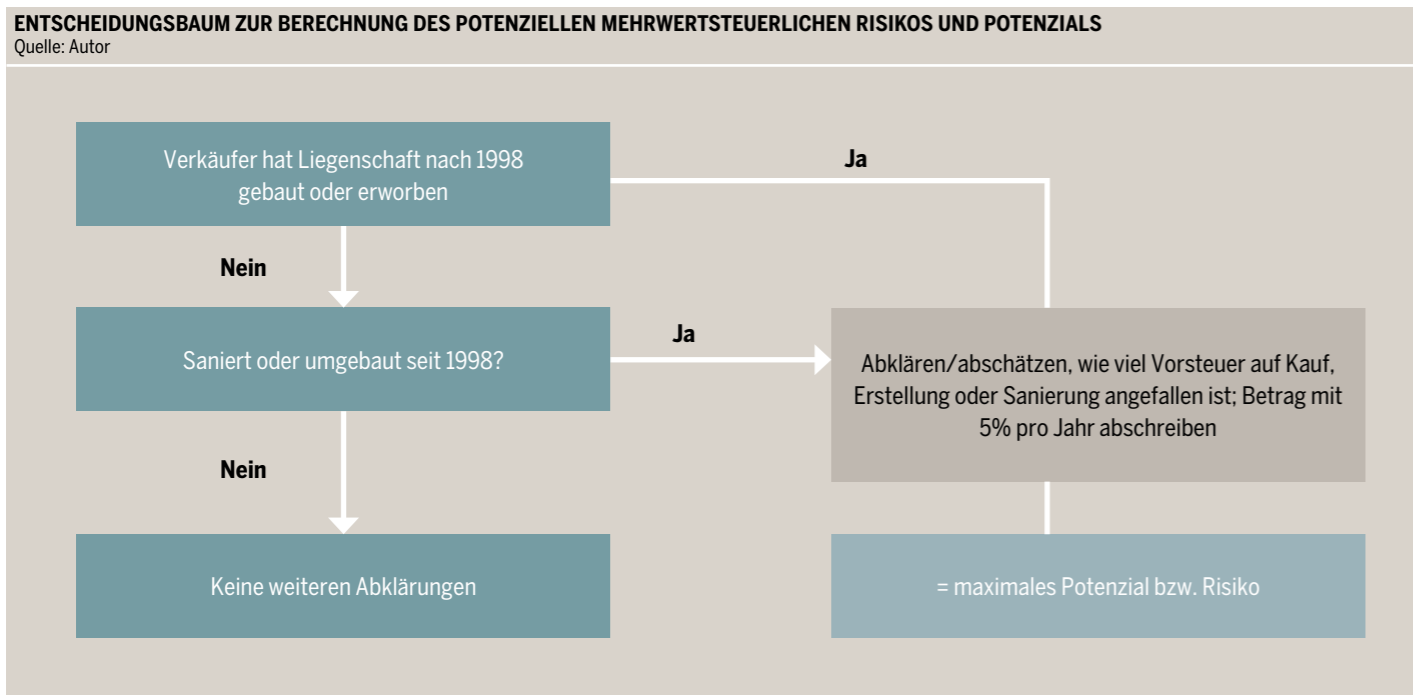 ENTSCHEIDUNGSBAUM ZUR BERECHNUNG DES POTENZIELLEN MEHRWERTSTEUERLICHEN RISIKOS UND POTENZIALS
Quelle: Autor
Verkäufer hat Liegenschaft nach 1998
gebaut oder erworben
Ja
Nein
Saniert oder umgebaut seit 1998?
Ja
Abklären/abschätzen, wie viel Vorsteuer auf Kauf,
Erstellung oder Sanierung angefallen ist; Betrag mit
5% pro Jahr abschreiben
Nein
Keine weiteren Abklärungen
= maximales Potenzial bzw. Risiko